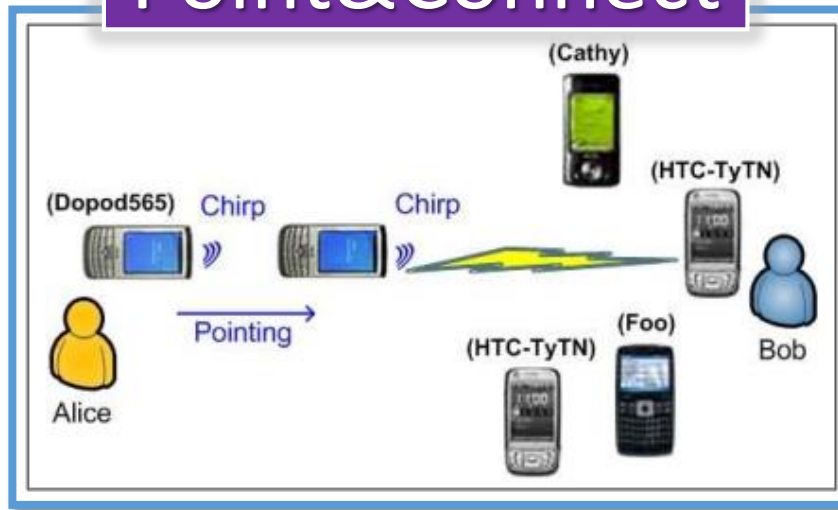 Point&Connect
(Cathy)
(HTC-TyTN)
(Dopod565)
Chirp
Chirp
Pointing
(Foo)
(HTC-TyTN)
Bob
Alice